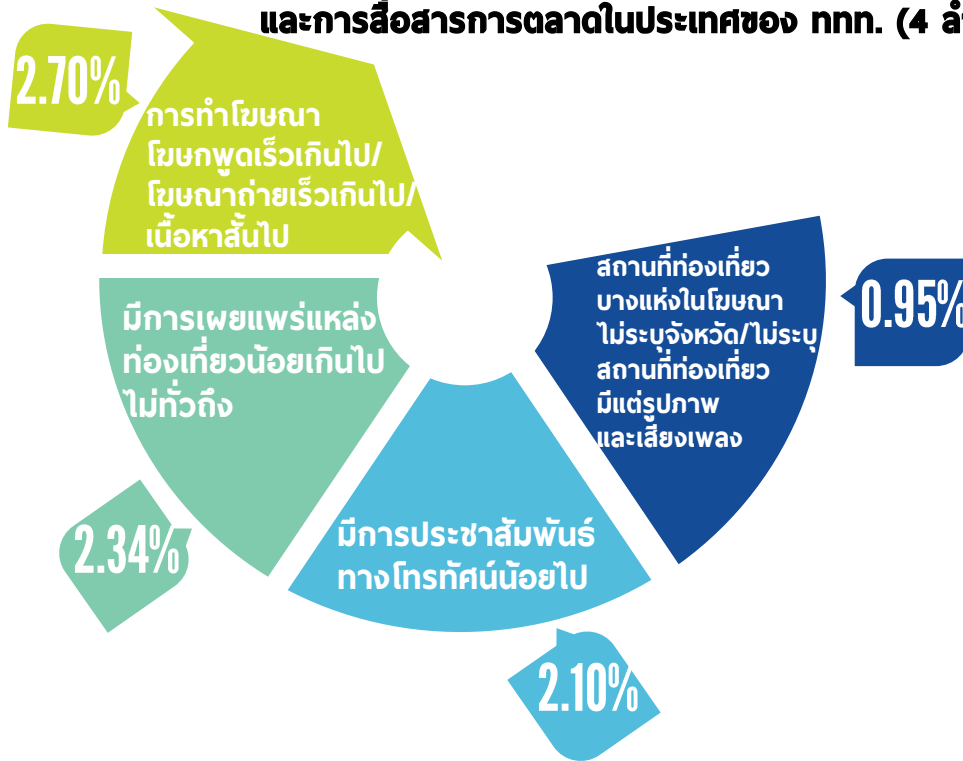 และการสื่อสารการตลาดในประเทศของ ททท. (4
2.70%
การทำโฆษณา
โฆษกพูดเร็วเกินไป/
โฆษณาถ่ายเร็วเกินไป/
เนื้อหาสั้นไป
สถานที่ท่องเที่ยว
บางแห่งในโฆษณา
ไม่ระบุจังหวัด/ไม่ระบุ
สถานที่ท่องเที่ยว
มีแต่รูปภาพ
และเสียงเพลง
0.95%
มีการเผยแพร่แหล่ง
ท่องเที่ยวน้อยเกินไป
ไม่ทั่วถึง
2.34%
มีการประชาสัมพันธ์
ทางโทรทัศน์น้อยไป
2.10%